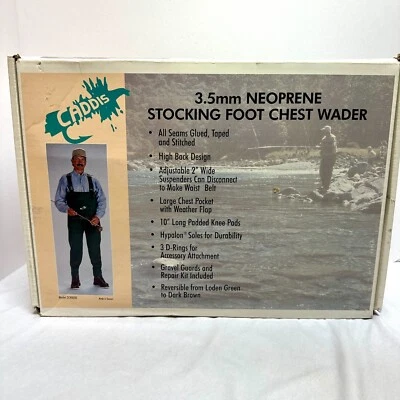 CADDIS
3.5mm NEOPRENE
STOCKING FOOT CHEST WADER
• All Seams Glued, Taped
and Stitched
• High Back Design
• Adjustable 2" Wide
Suspenders Can Disconnect
to Make Waist Belt
• Large Chest Pocket
with Weather Flap
• 10" Long Padded Knee Pads
• Hypalon® Soles for Durability
• 3 D-Rings for
Accessory Attachment
• Gravel Guards and
Repair Kit Included
• Reversible from Loden Green
to Dark Brown